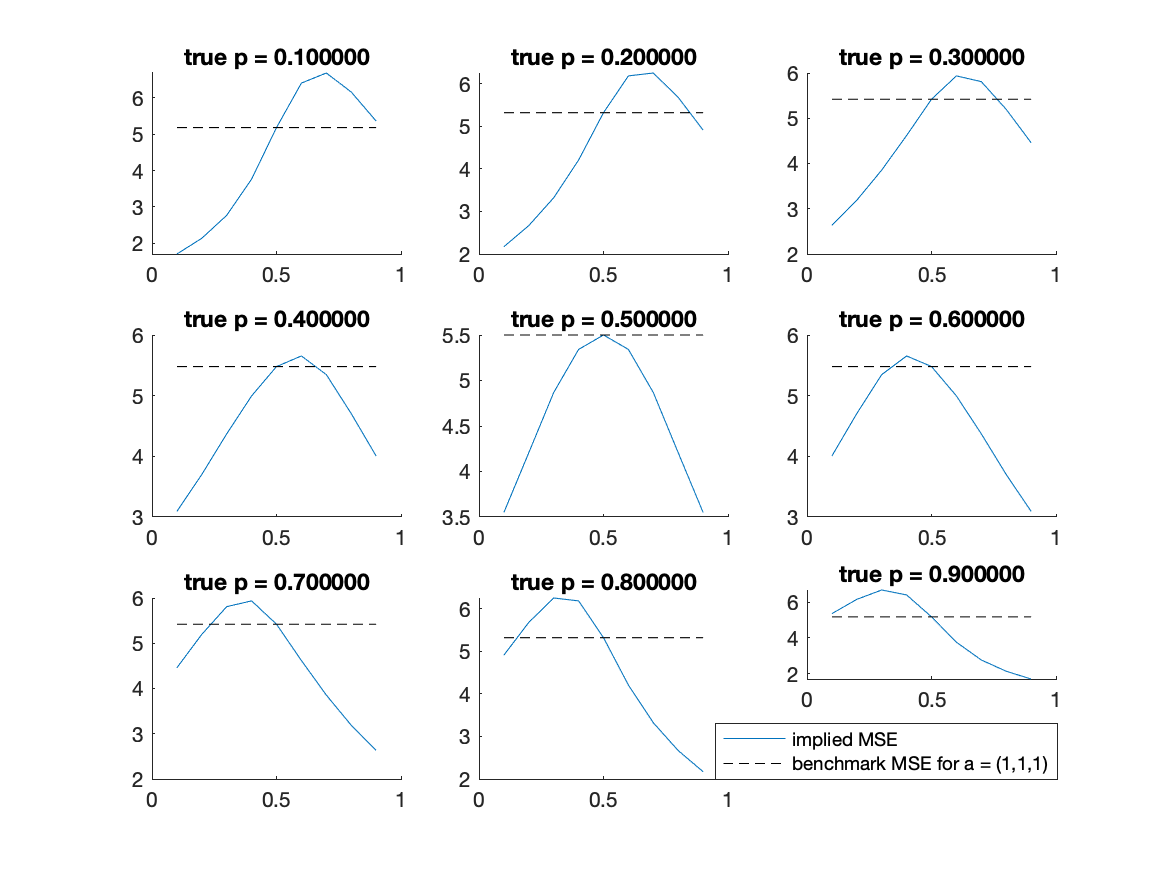 true p = 0.100000
6
5
4
3
2
0 0.5 1
true p = 0.200000
6
5
4
3
2
0 0.5 1
true p = 0.300000
6
5
4
3
2
0 0.5 1
true p = 0.400000
6
5
4
3
0 0.5 1
true p = 0.500000
5.5
5
4.5
4
3.5
0 0.5 1
true p = 0.600000
6
5
4
3
0 0.5 1
true p = 0.700000
6
5
4
3
2
0 0.5 1
true p = 0.800000
6
5
4
3
2
0 0.5 1
true p = 0.900000
6
4
2
0 0.5 1
implied MSE
benchmark MSE for a = (1,1,1)